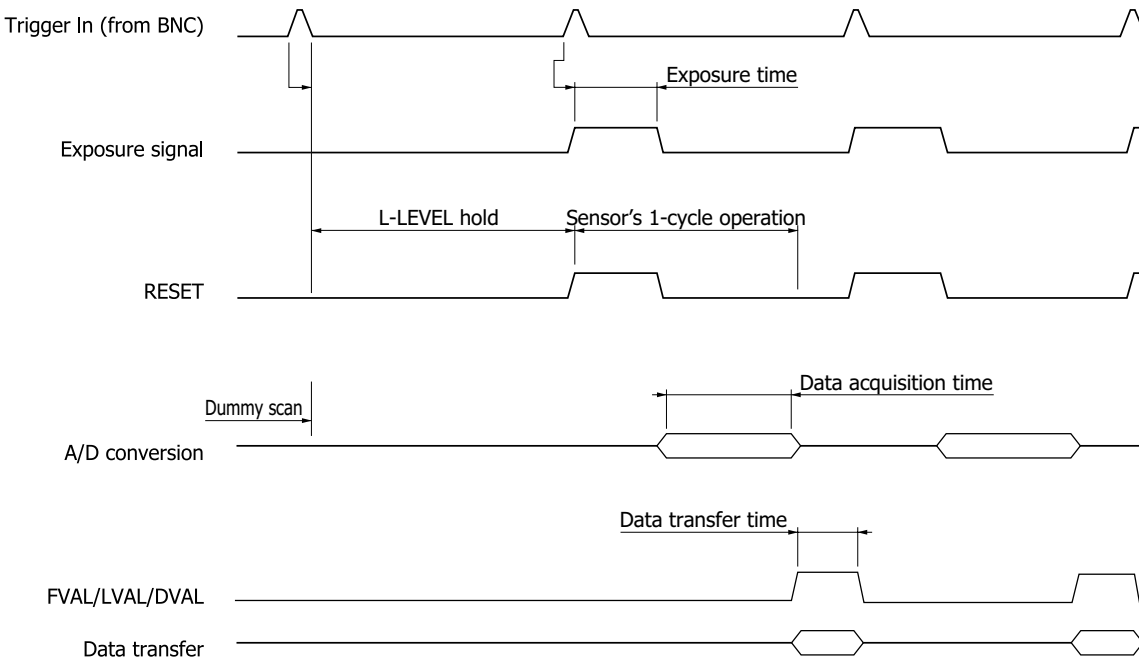 Trigger In (from BNC)
Exposure time
Exposure signal
L-LEVEL hold
Sensor’s 1-cycle operation
RESET
Data acquisition time
Dummy scan
A/D conversion
Data transfer time
FVAL/LVAL/DVAL
Data transfer